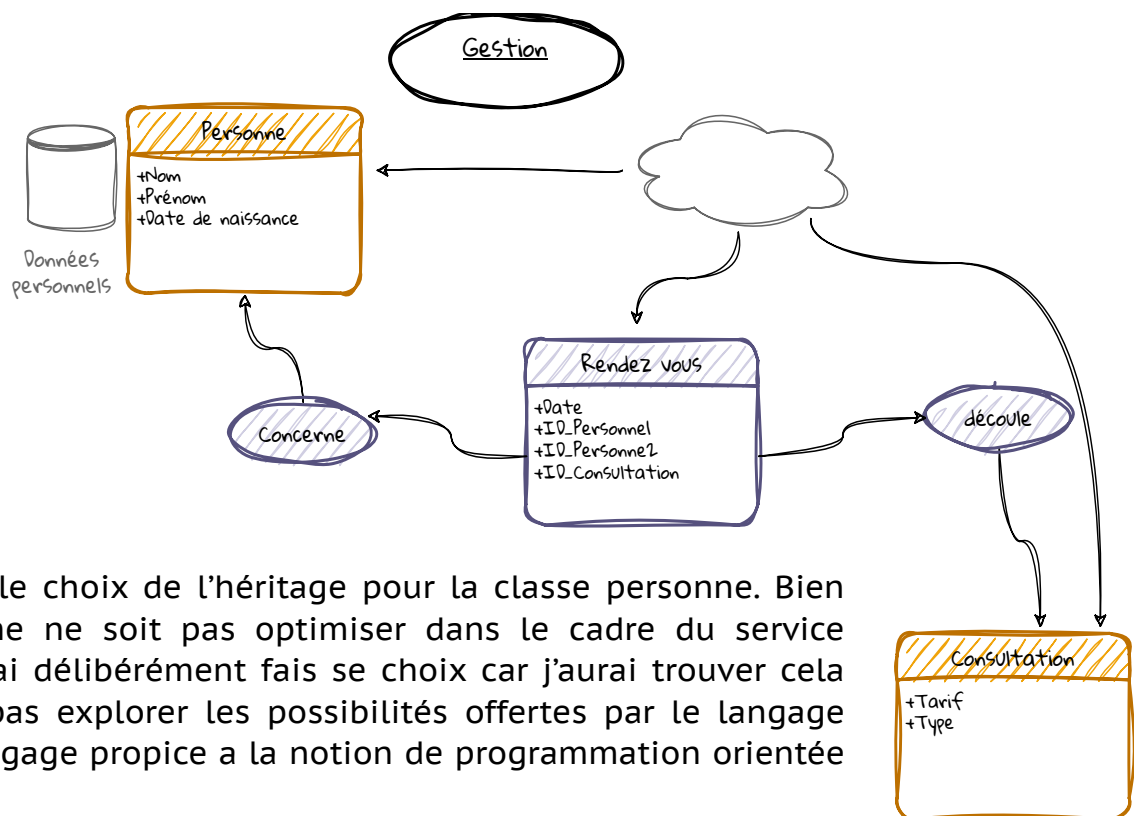 Gestion
Personne
+Nom
+Prénom
+Date de naissance
Données
personnels
Rendez vous
+Date
+ID_Personnel
+ID_Personne2
+ID_Consultation
Concerne
découle
le choix de l’héritage pour la classe personne. Bien
ne ne soit pas optimiser dans le cadre du service
ai délibérément fais se choix car j’aurai trouver cela
pas explorer les possibilités offertes par le langage
gage propice a la notion de programmation orientée
Consultation
+Tarif
+Type